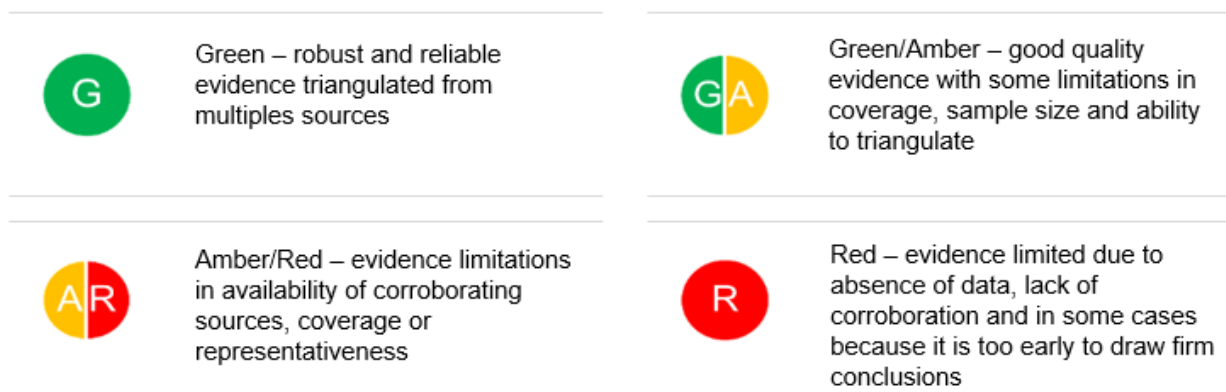 G
Green – robust and reliable
evidence triangulated from
multiples sources
GA
Green/Amber – good quality
evidence with some limitations in
coverage, sample size and ability
to triangulate
AR
Amber/Red – evidence limitations
in availability of corroborating
sources, coverage or
representativeness
R
Red – evidence limited due to
absence of data, lack of
corroboration and in some cases
because it is too early to draw firm
conclusions